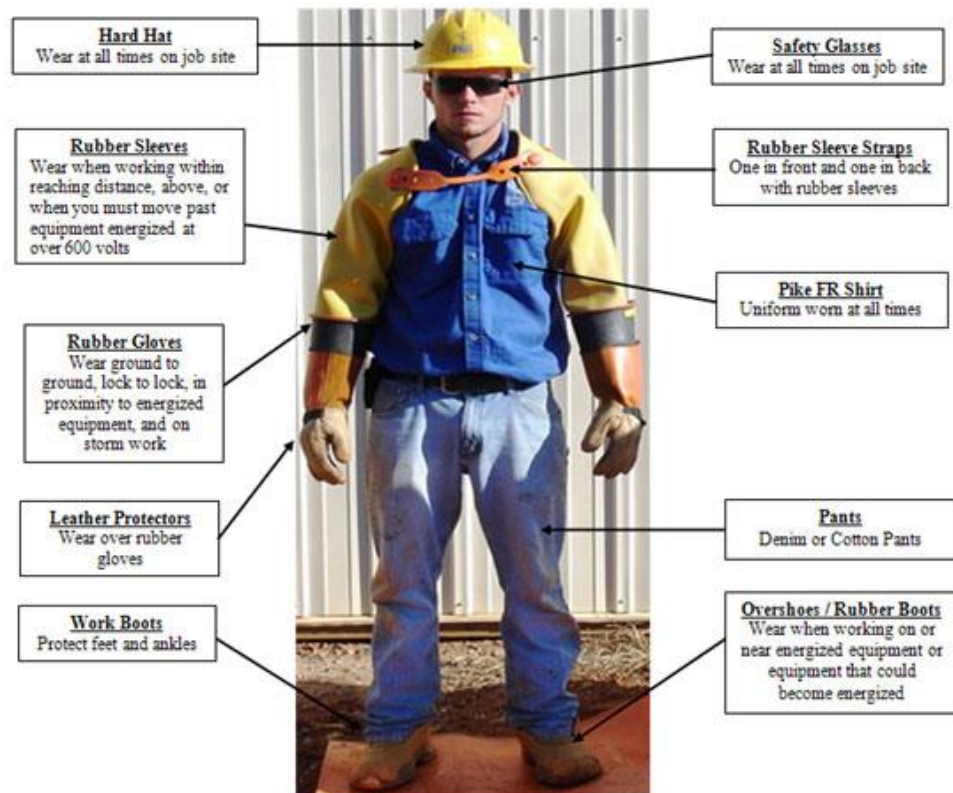 Hard Hat
Wear at all times on job site
Safety Glasses
Wear at all times on job site
Rubber Sleeves
Wear when working within
reaching distance, above, or
when you must move past
equipment energized at
over 600 volts
Rubber Sleeve Straps
One in front and one in back
with rubber sleeves
Pike FR Shirt
Uniform worn at all times
Rubber Gloves
Wear ground to
ground, lock to lock, in
proximity to energized
equipment, and on
storm work
Leather Protectors
Wear over rubber
gloves
Pants
Denim or Cotton Pants
Work Boots
Protect feet and ankles
Overshoes / Rubber Boots
Wear when working on or
near energized equipment or
equipment that could
become energized